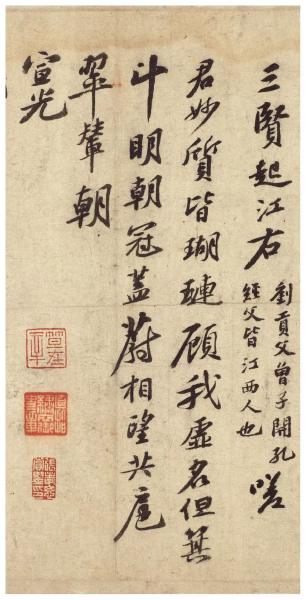 三賢起江右
劉貢父曾子開孔
經父皆江西人也
嗟
君妙質皆瑚璉顧我虛名但箕
斗明朝冠蓋蔚相望共扈
翠輦朝
宣光